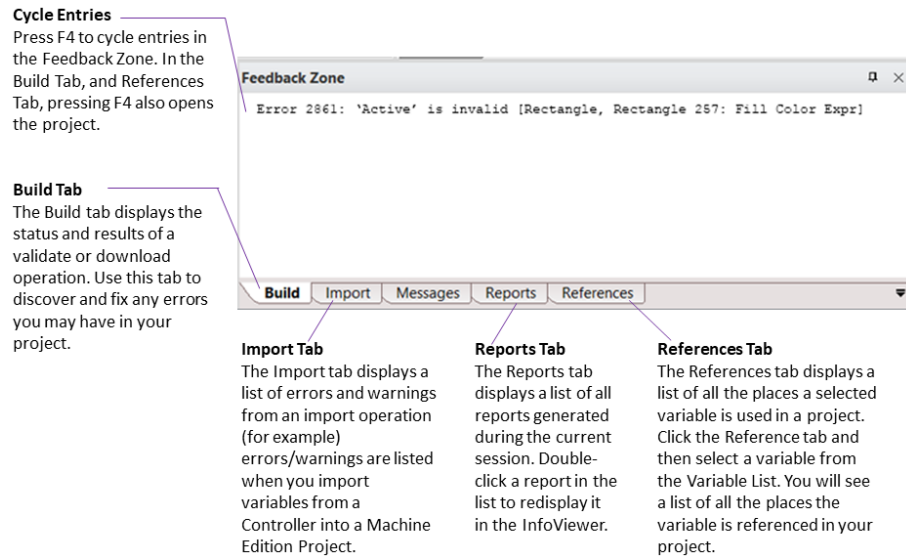 Cycle Entries
Press F4 to cycle entries in
the Feedback Zone. In the
Build Tab, and References
Tab, pressing F4 also opens
the project.
Build Tab
The Build tab displays the
status and results of a
validate or download
operation. Use this tab to
discover and fix any errors
you may have in your
project.
Feedback Zone
Error 2861: ‘Active’ is invalid [Rectangle, Rectangle 257: Fill Color Expr]
Build Import Messages Reports References
Import Tab
The Import tab displays a
list of errors and warnings
from an import operation
(for example)
errors/warnings are listed
when you import
variables from a
Controller into a Machine
Edition Project.
Reports Tab
The Reports tab
displays a list of all
reports generated
during the current
session. Double-
click a report in the
list to redisplay it
in the InfoViewer.
References Tab
The References tab displays a
list of all the places a selected
variable is used in a project.
Click the Reference tab and
then select a variable from
the Variable List. You will see
a list of all the places the
variable is referenced in your
project.